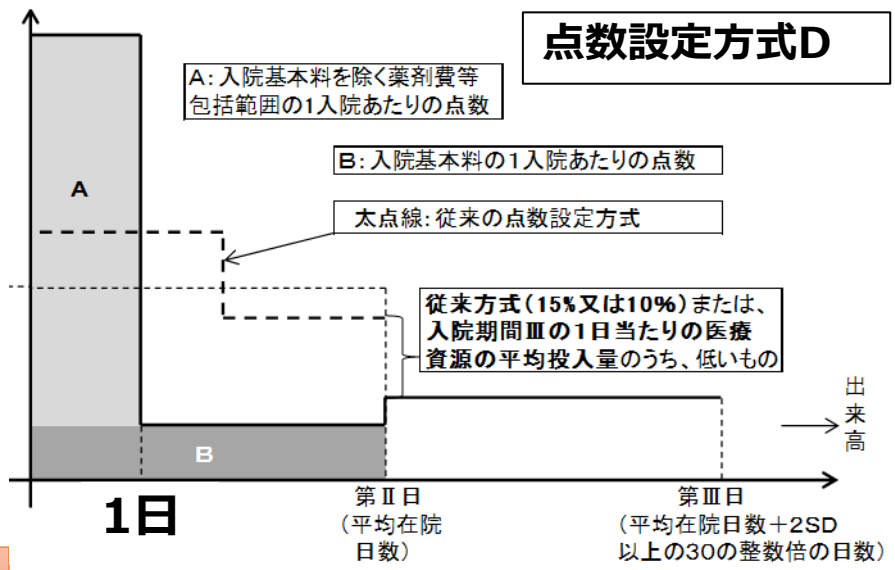 点数設定方式D
A:入院基本料を除く薬剤費等
包括範囲の1入院あたりの点数
B:入院基本料の1入院あたりの点数
A
太点線:従来の点数設定方式
従来方式(15%又は10%)または、
入院期間Ⅲの1日当たりの医療
資源の平均投入量のうち、低いもの
出来高
B
1日
第Ⅱ日
(平均在院
日数)
第Ⅲ日
(平均在院日数+2SD
以上の30の整数倍の日数)